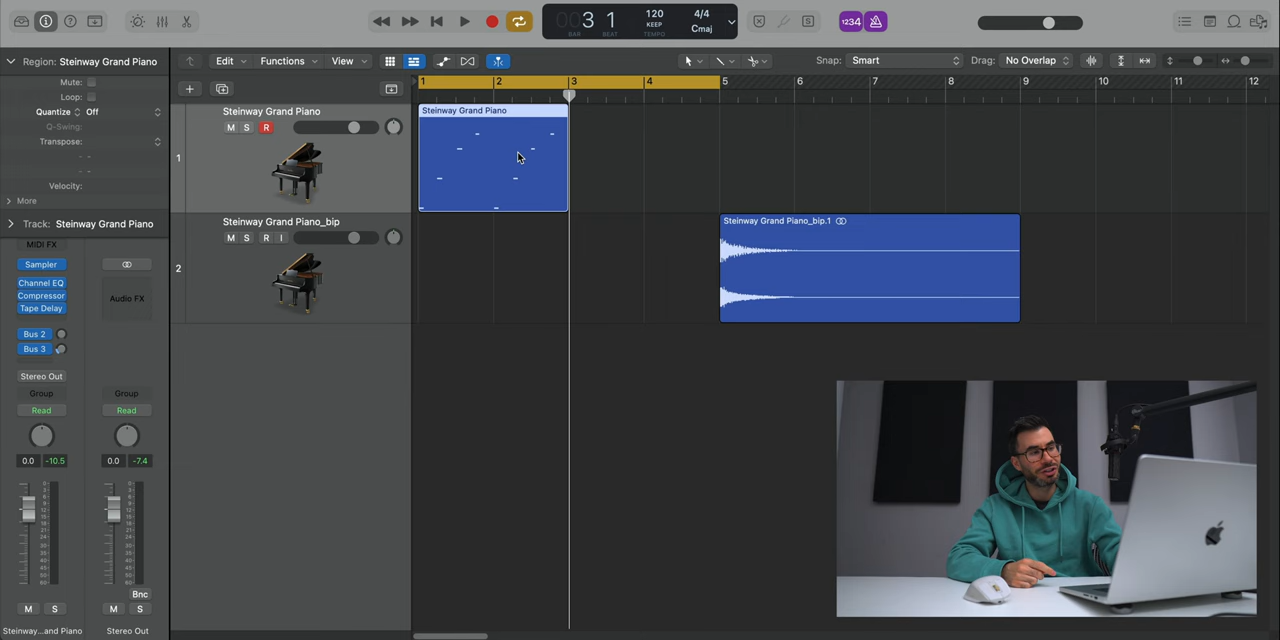 3 1
BAR BEAT
120
KEEP
TEMPO
4/4
Cmaj
1234
S
Region: Steinway Grand Piano
Mute:
Loop:
Quantize Off
Q-Swing:
Transpose:
Velocity:
More
Track: Steinway Grand Piano
Edit Functions View
Snap: Smart
Drag: No Overlap
1 2 3 4 5 6 7 8 9 10 11 12
1
Steinway Grand Piano
M S R
Steinway Grand Piano
2
Steinway Grand Piano_bip
M S R I
Steinway Grand Piano_bip.1
MIDI FX
Sampler
Channel EQ
Compressor
Tape Delay
Audio FX
Bus 2
Bus 3
Stereo Out
Group Group
Read Read
0.0 -10.5 0.0 -7.4
Bnc
M S M S
Steinway...and Piano Stereo Out